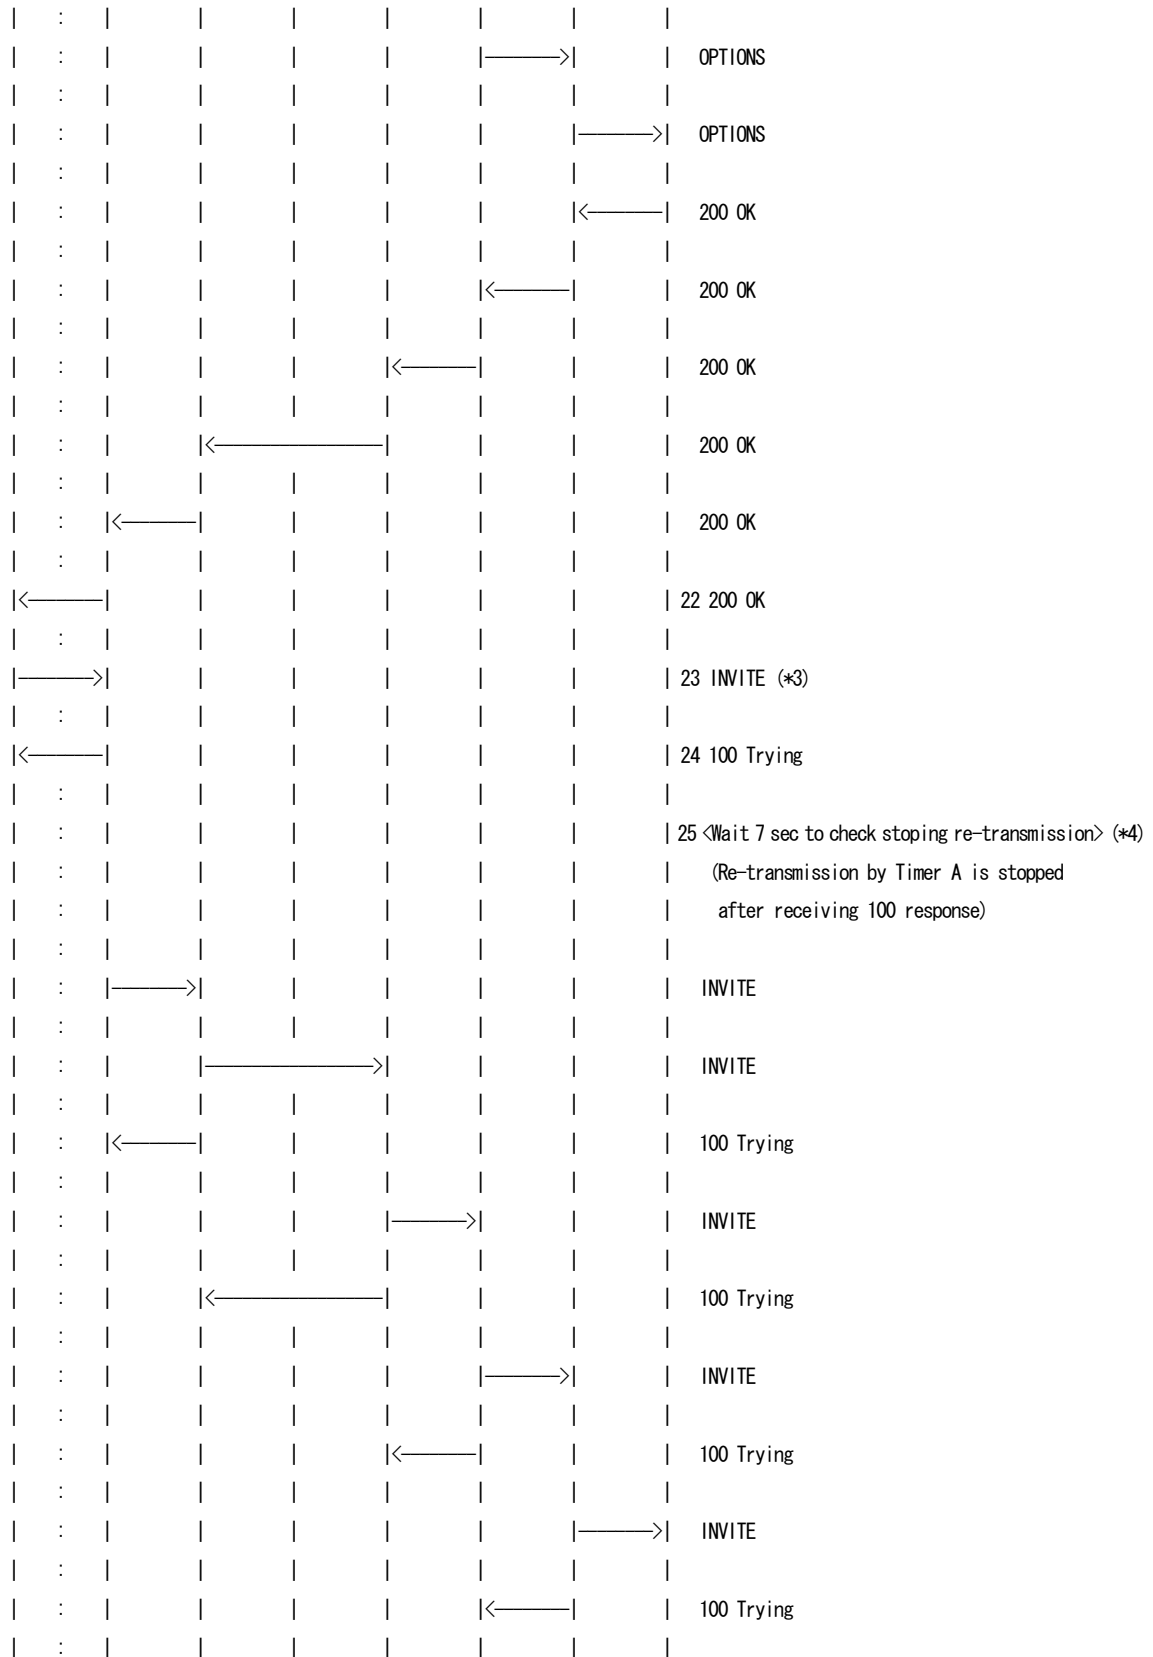 |    :    |         |         |         |         |         |         |
|    :    |         |         |         |         |-------->|         |   OPTIONS
|    :    |         |         |         |         |         |         |
|    :    |         |         |         |         |         |-------->|   OPTIONS
|    :    |         |         |         |         |         |         |
|    :    |         |         |         |         |         |<--------|   200 OK
|    :    |         |         |         |         |         |         |
|    :    |         |         |         |         |<--------|         |   200 OK
|    :    |         |         |         |         |         |         |
|    :    |         |         |         |<--------|         |         |   200 OK
|    :    |         |         |         |         |         |         |
|    :    |         |<------------------|         |         |         |   200 OK
|    :    |         |         |         |         |         |         |
|    :    |<--------|         |         |         |         |         |   200 OK
|    :    |         |         |         |         |         |         |
|<--------|         |         |         |         |         |         | 22 200 OK
|    :    |         |         |         |         |         |         |
|-------->|         |         |         |         |         |         | 23 INVITE (*3)
|    :    |         |         |         |         |         |         |
|<--------|         |         |         |         |         |         | 24 100 Trying
|    :    |         |         |         |         |         |         |
|    :    |         |         |         |         |         |         | 25 <Wait 7 sec to check stoping re-transmission> (*4)
|    :    |         |         |         |         |         |         |    (Re-transmission by Timer A is stopped
|    :    |         |         |         |         |         |         |     after receiving 100 response)
|    :    |         |         |         |         |         |         |
|    :    |-------->|         |         |         |         |         |   INVITE
|    :    |         |         |         |         |         |         |
|    :    |         |------------------>|         |         |         |   INVITE
|    :    |         |         |         |         |         |         |
|    :    |<--------|         |         |         |         |         |   100 Trying
|    :    |         |         |         |         |         |         |
|    :    |         |         |         |-------->|         |         |   INVITE
|    :    |         |         |         |         |         |         |
|    :    |         |<------------------|         |         |         |   100 Trying
|    :    |         |         |         |         |         |         |
|    :    |         |         |         |         |-------->|         |   INVITE
|    :    |         |         |         |         |         |         |
|    :    |         |         |         |<--------|         |         |   100 Trying
|    :    |         |         |         |         |         |         |
|    :    |         |         |         |         |         |-------->|   INVITE
|    :    |         |         |         |         |         |         |
|    :    |         |         |         |         |<--------|         |   100 Trying
|    :    |         |         |         |         |         |         |